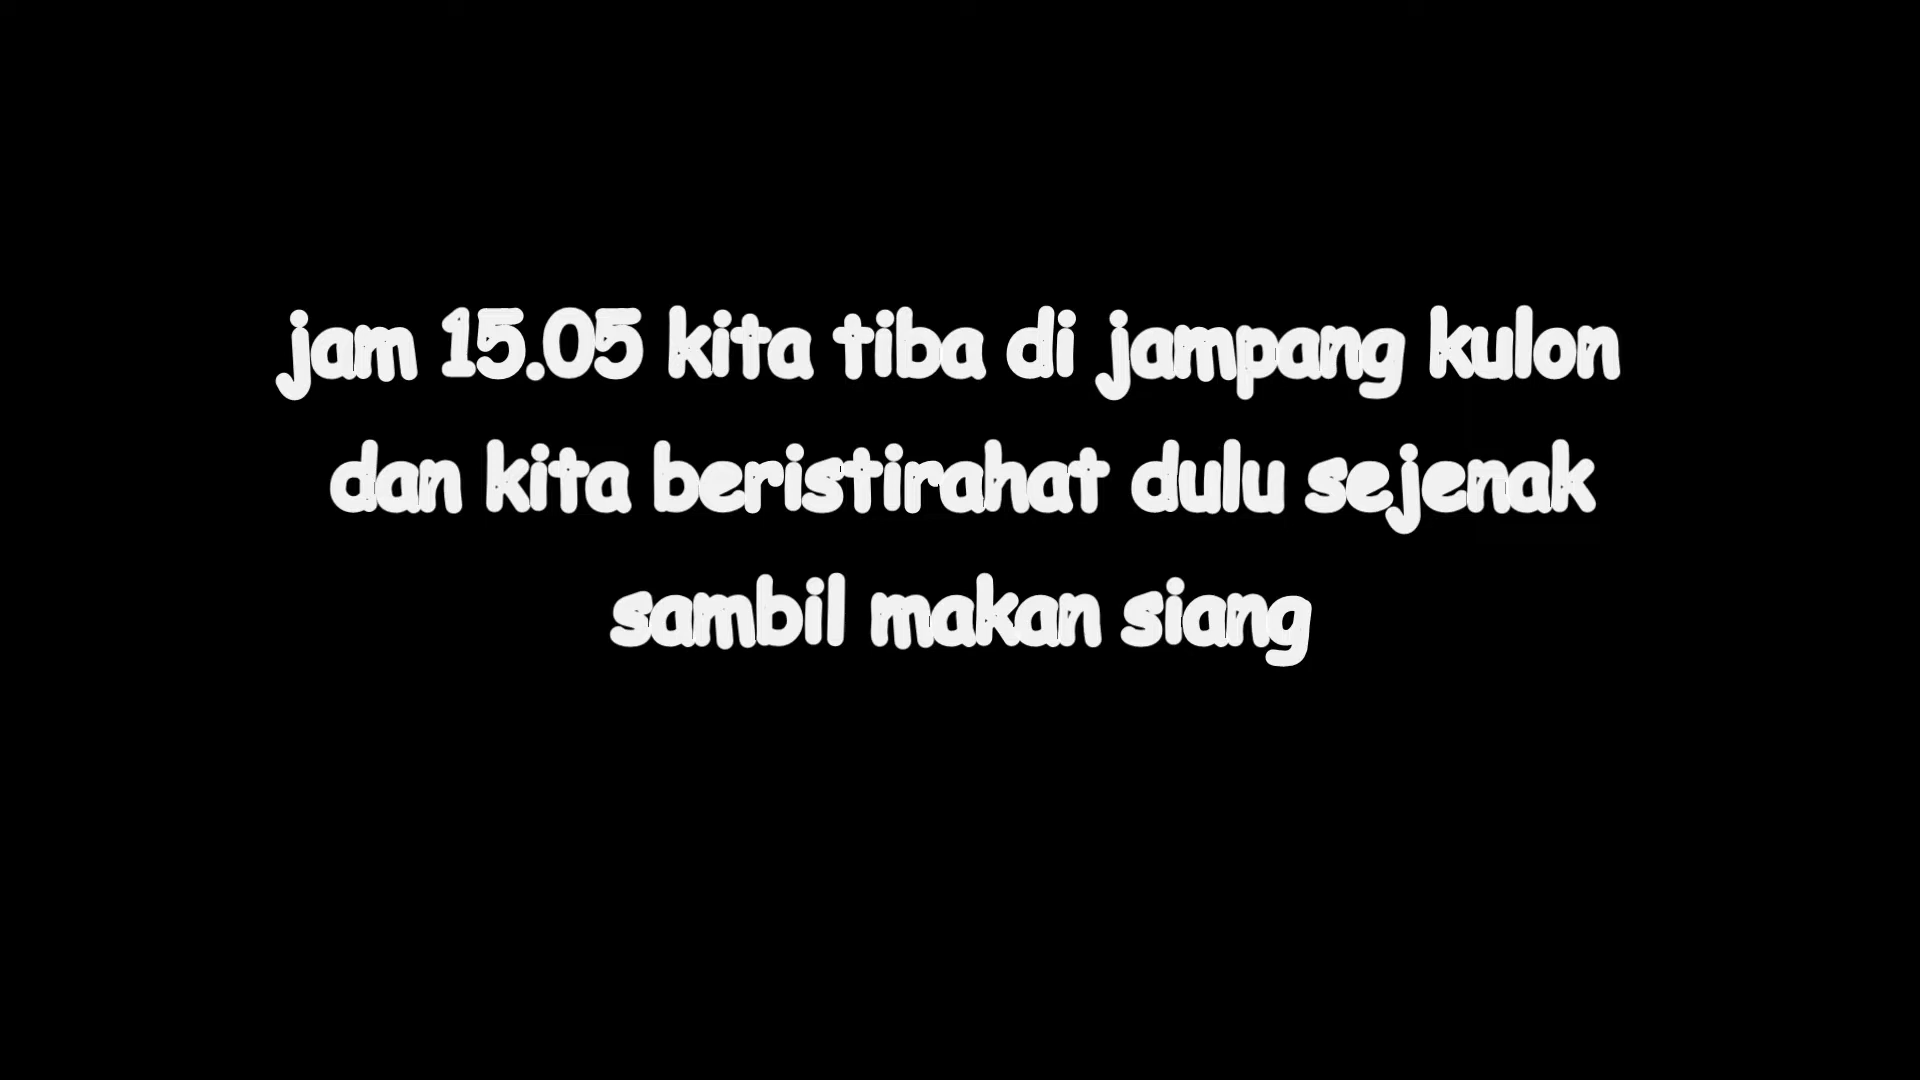 jam 15.05 kita tiba di jampang kulon
dan kita beristirahat dulu sejenak
sambil makan siang